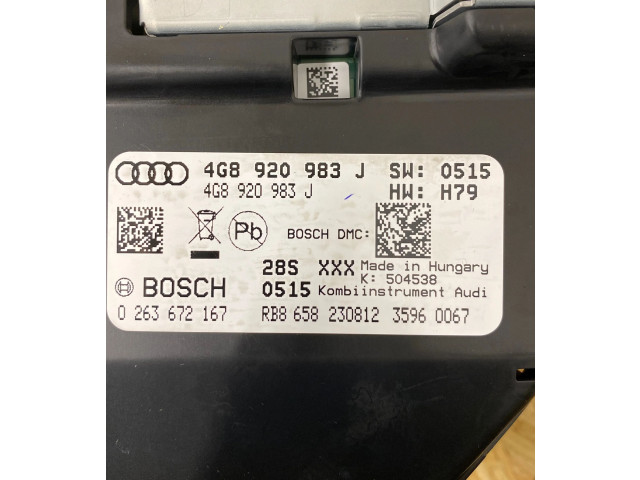 4G8 920 983 J SW: 0515
4G8 920 983 J HW: H79
Pb BOSCH DMC:
28S XXX Made in Hungary
K: 504538
BOSCH 0515 Kombiinstrument Audi
0 263 672 167 RB8 658 230812 3596 0067